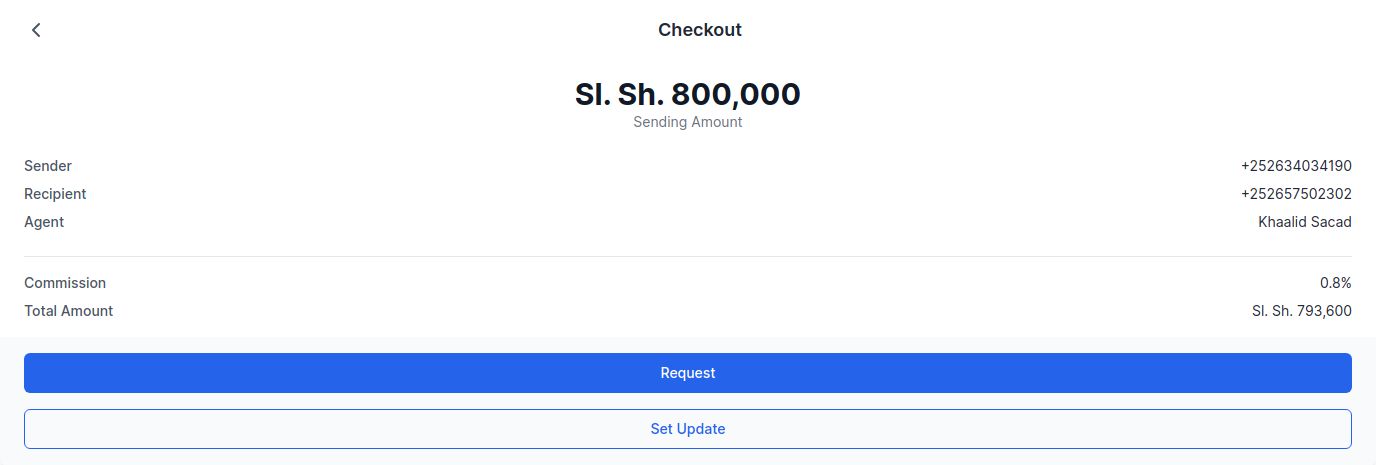 Checkout
Sl. Sh. 800,000
Sending Amount
Sender +252634034190
Recipient +252657502302
Agent Khaalid Sacad
Commission 0.8%
Total Amount Sl. Sh. 793,600
Request
Set Update